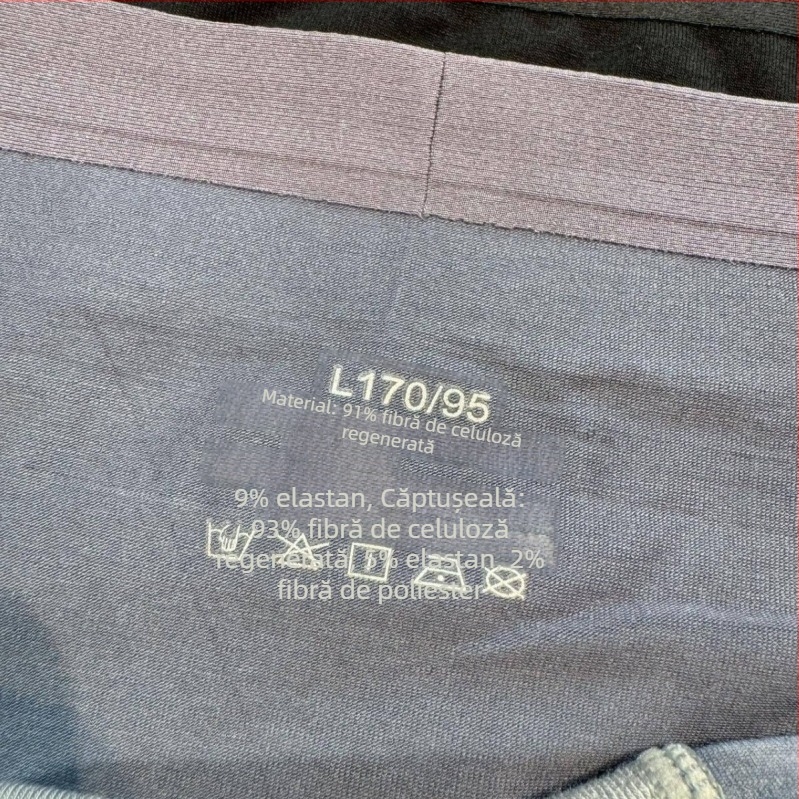 L170/95
Material: 91% fibră de celuloză
regenerată
9% elastan, Căptușeală:
93% fibră de celuloză
regenerată, 5% elastan, 2%
fibră de poliester